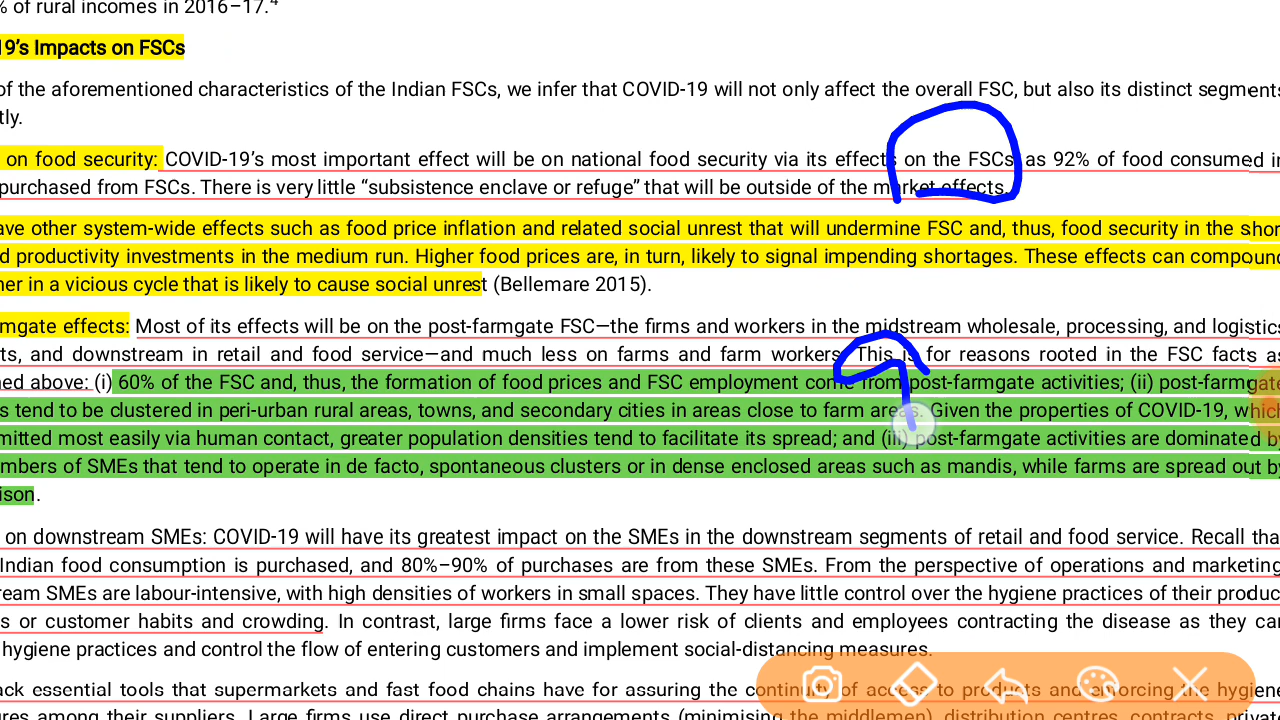 % of rural incomes in 2016–17.4
19’s Impacts on FSCs
of the aforementioned characteristics of the Indian FSCs, we infer that COVID-19 will not only affect the overall FSC, but also its distinct segments
tly.
on food security: COVID-19’s most important effect will be on national food security via its effects on the FSCs, as 92% of food consumed in
purchased from FSCs. There is very little “subsistence enclave or refuge” that will be outside of the market effects.
ave other system-wide effects such as food price inflation and related social unrest that will undermine FSC and, thus, food security in the shor
d productivity investments in the medium run. Higher food prices are, in turn, likely to signal impending shortages. These effects can compound
her in a vicious cycle that is likely to cause social unrest (Bellemare 2015).
rmgate effects: Most of its effects will be on the post-farmgate FSC—the firms and workers in the midstream wholesale, processing, and logistics
ts, and downstream in retail and food service—and much less on farms and farm workers. This is for reasons rooted in the FSC facts as
ned above: (i) 60% of the FSC and, thus, the formation of food prices and FSC employment come from post-farmgate activities; (ii) post-farmgate
s tend to be clustered in peri-urban rural areas, towns, and secondary cities in areas close to farm areas. Given the properties of COVID-19, which
mitted most easily via human contact, greater population densities tend to facilitate its spread; and (iii) post-farmgate activities are dominated by
mbers of SMEs that tend to operate in de facto, spontaneous clusters or in dense enclosed areas such as mandis, while farms are spread out by
ison.
on downstream SMEs: COVID-19 will have its greatest impact on the SMEs in the downstream segments of retail and food service. Recall tha
Indian food consumption is purchased, and 80%–90% of purchases are from these SMEs. From the perspective of operations and marketing
ream SMEs are labour-intensive, with high densities of workers in small spaces. They have little control over the hygiene practices of their produc
s or customer habits and crowding. In contrast, large firms face a lower risk of clients and employees contracting the disease as they can
hygiene practices and control the flow of entering customers and implement social-distancing measures.
ack essential tools that supermarkets and fast food chains have for assuring the continuity of access to products and enforcing the hygiene
ures among their suppliers. Large firms use direct purchase arrangements (minimising the middlemen), distribution centres, contracts, private